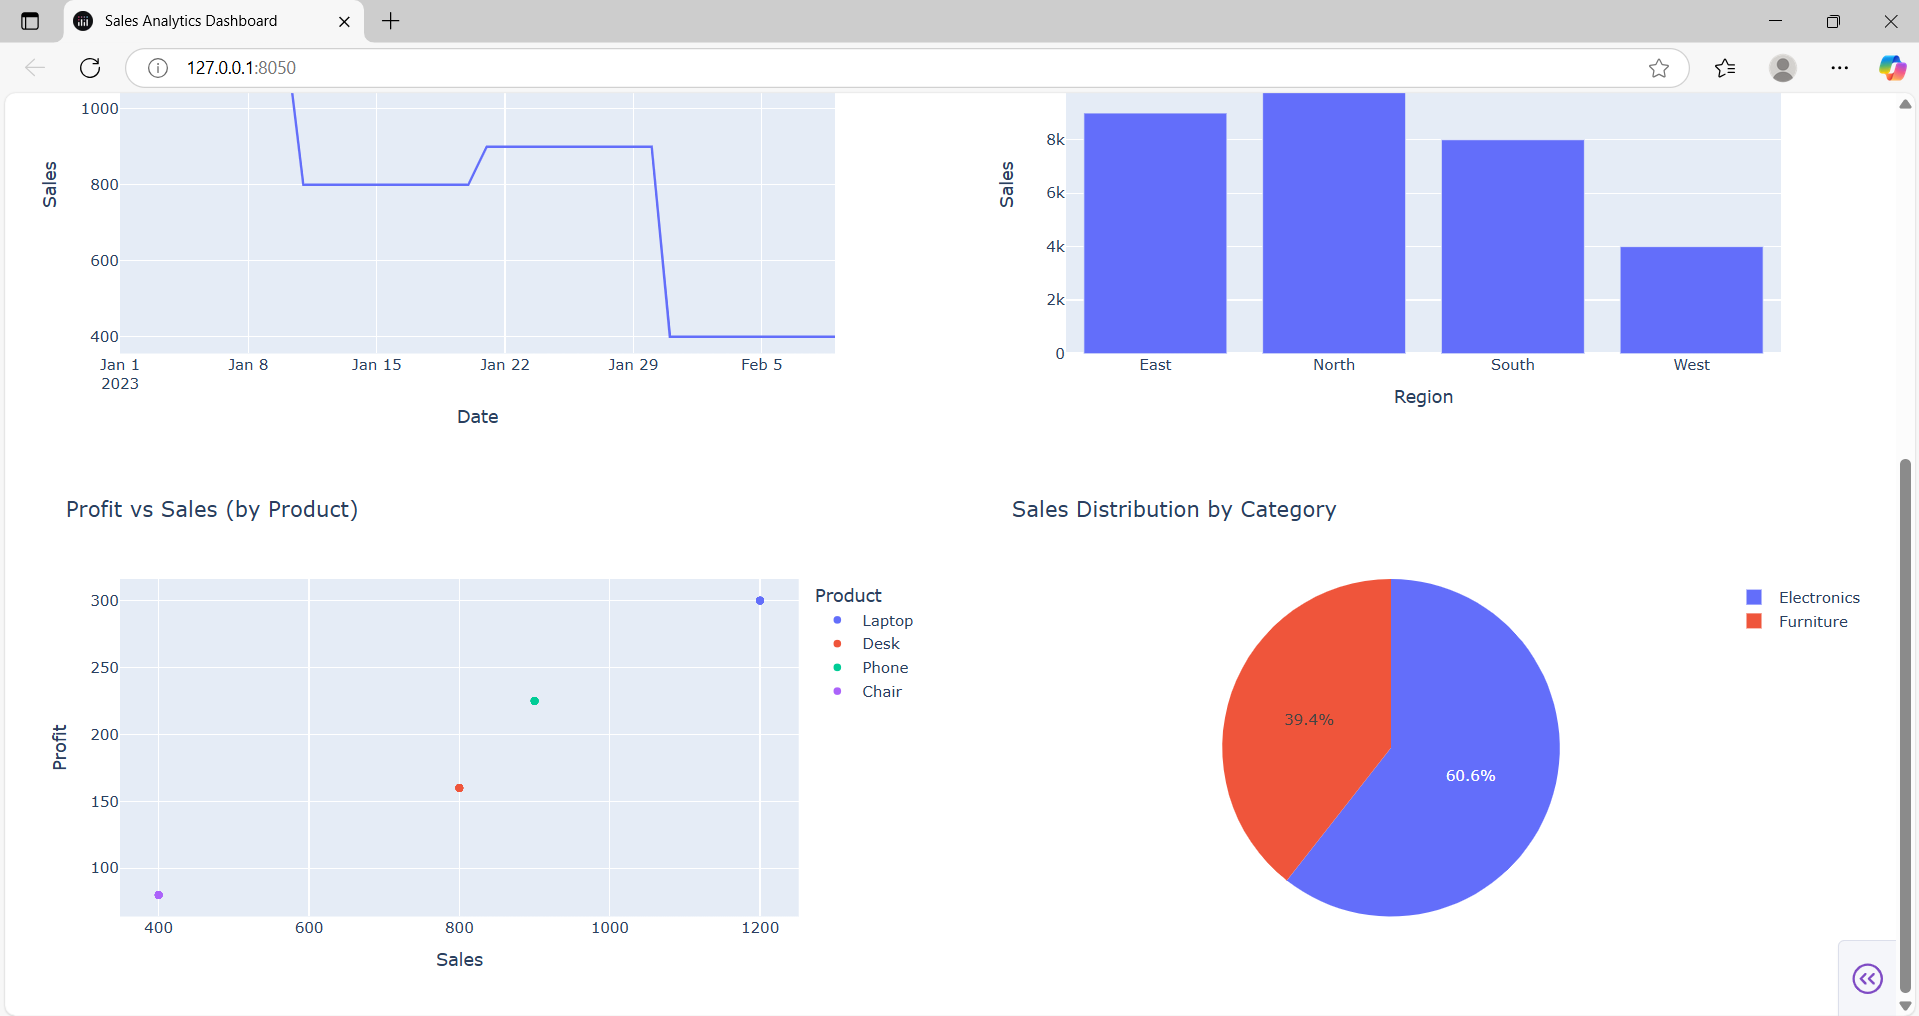 Sales Analytics Dashboard
127.0.0.1:8050
1000
800
600
400
Sales
Jan 1
2023
Jan 8
Jan 15
Jan 22
Jan 29
Feb 5
Date
8k
6k
4k
2k
0
Sales
East
North
South
West
Region
Profit vs Sales (by Product)
300
250
200
150
100
Profit
400
600
800
1000
1200
Sales
Product
Laptop
Desk
Phone
Chair
Sales Distribution by Category
39.4%
60.6%
Electronics
Furniture